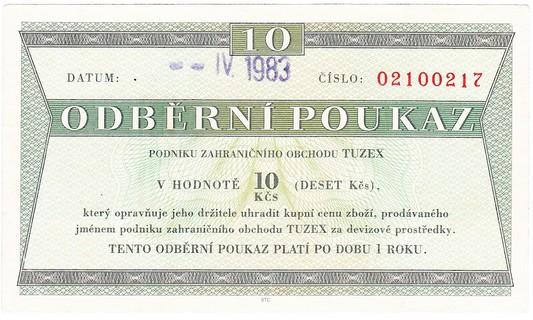 10
DATUM: . -- IV. 1983 ČÍSLO: 02100217
ODBĚRNÍ POUKAZ
PODNIKU ZAHRANIČNÍHO OBCHODU TUZEX
V HODNOTĚ 10 KČS (DESET Kčs),
který opravňuje jeho držitele uhradit kupní cenu zboží, prodávaného
jménem podniku zahraničního obchodu TUZEX za devizové prostředky.
TENTO ODBĚRNÍ POUKAZ PLATÍ PO DOBU 1 ROKU.
STC